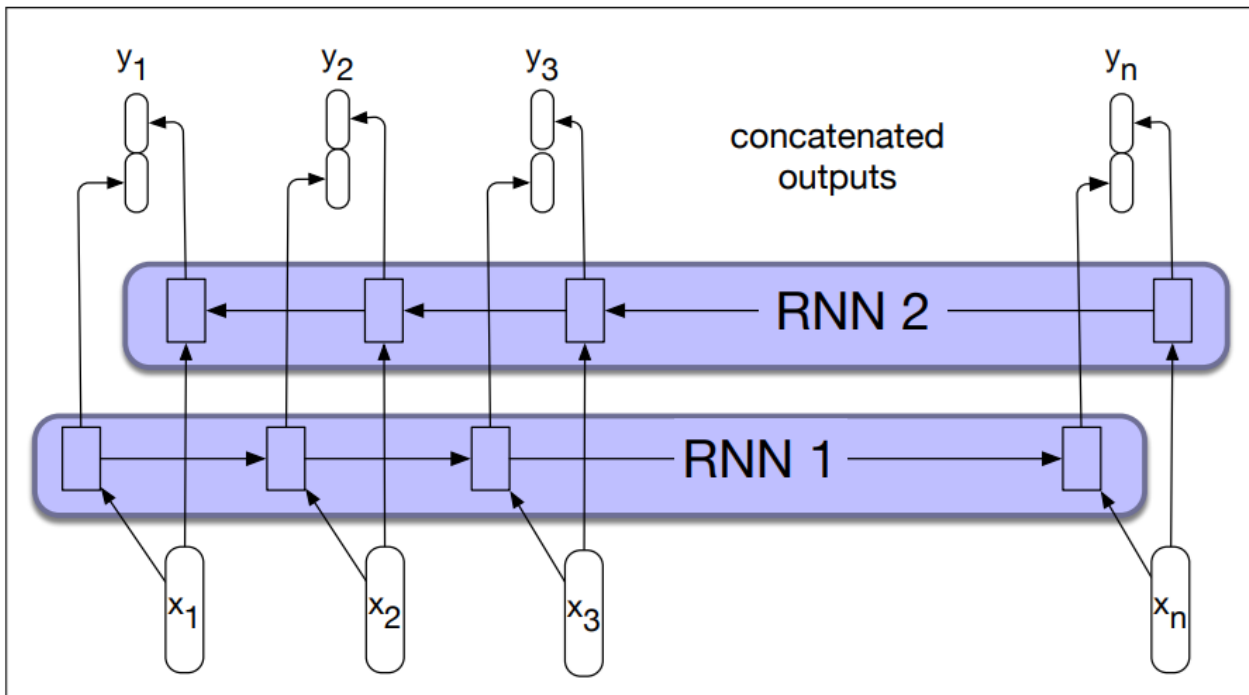 y1 y2 y3 yn
concatenated
outputs
RNN 2
RNN 1
x1 x2 x3 xn